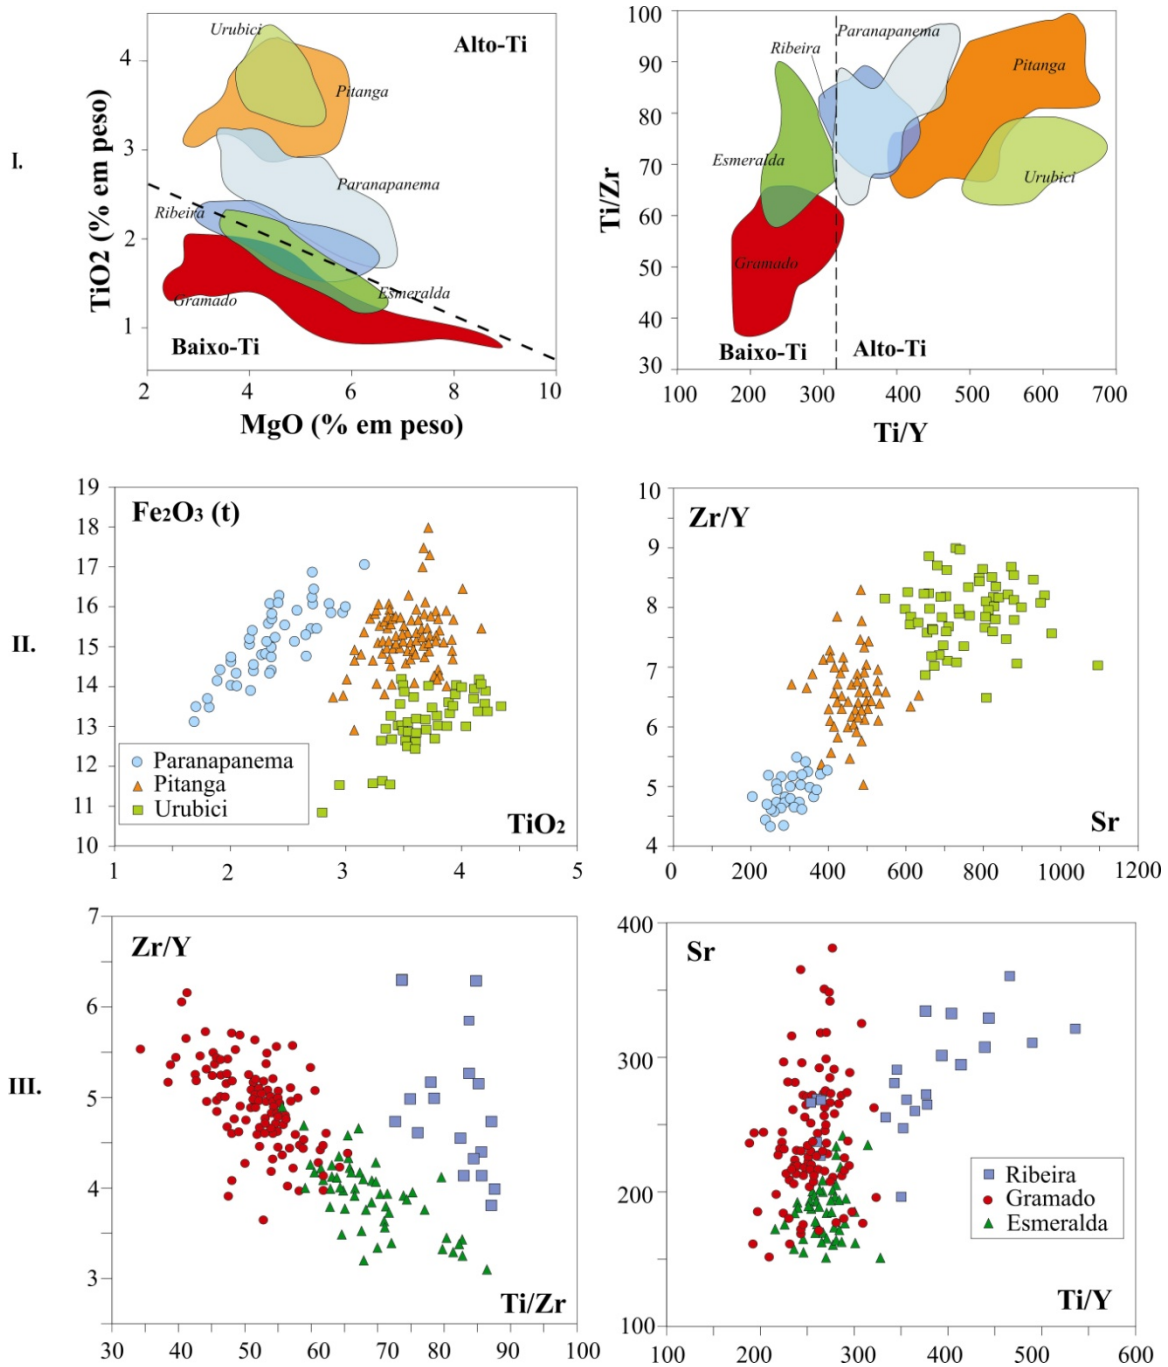 I.
TiO2 (% em peso)
4
3
2
1
Urubici
Alto-Ti
Pitanga
Paranapanema
Ribeira
Gramado
Esmeralda
Baixo-Ti
2 4 6 8 10
MgO (% em peso)
Ti/Zr
100
90
80
70
60
50
40
30
Paranapanema
Ribeira
Pitanga
Esmeralda
Urubici
Gramado
Baixo-Ti Alto-Ti
100 200 300 400 500 600 700
Ti/Y
II.
19
18
17
16
15
14
13
12
11
10
Fe2O3 (t)
Paranapanema
Pitanga
Urubici
TiO2
1 2 3 4 5
10
9
8
7
6
5
4
Zr/Y
Sr
0 200 400 600 800 1000 1200
III.
7
6
5
4
3
Zr/Y
Ti/Zr
30 40 50 60 70 80 90 100
400
300
200
100
Sr
Ribeira
Gramado
Esmeralda
Ti/Y
100 200 300 400 500 600